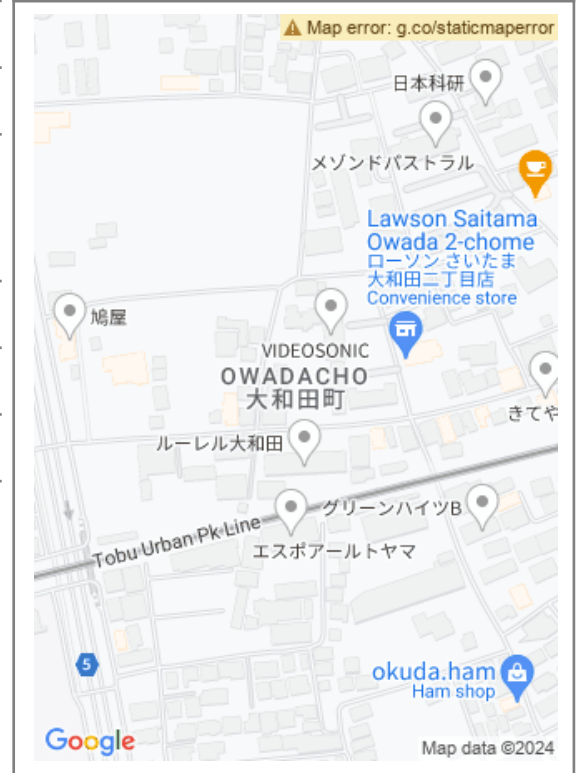 Map error: g.co/staticmaperror
日本科研
メゾンドパストラル
Lawson Saitama
Owada 2-chome
ローソン さいたま
大和田二丁目店
Convenience store
鳩屋
VIDEOSONIC
OWADACHO
大和田町
きてや
ルーレル大和田
グリーンハイツB
Tobu Urban Pk Line
エスポアールトヤマ
5
okuda.ham
Ham shop
Google
Map data ©2024